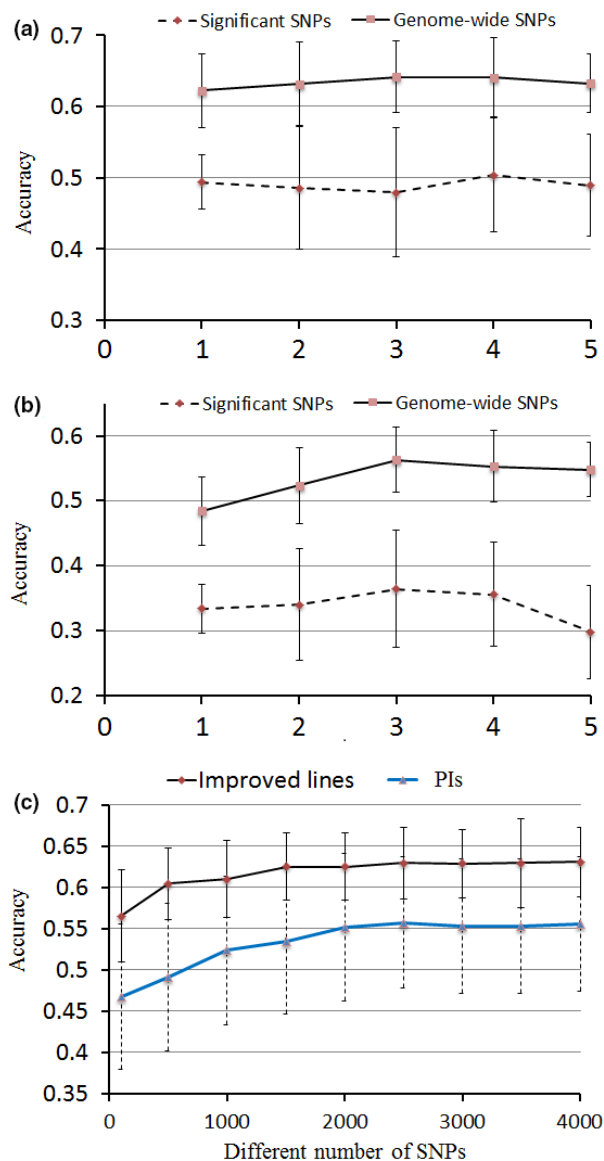 (a)
Significant SNPs Genome-wide SNPs
0.7
0.6
0.5
0.4
0.3
Accuracy
0 1 2 3 4 5
(b)
Significant SNPs Genome-wide SNPs
0.6
0.5
0.4
0.3
0.2
Accuracy
0 1 2 3 4 5
(c)
Improved lines PIs
0.7
0.65
0.6
0.55
0.5
0.45
0.4
0.35
Accuracy
0 1000 2000 3000 4000
Different number of SNPs